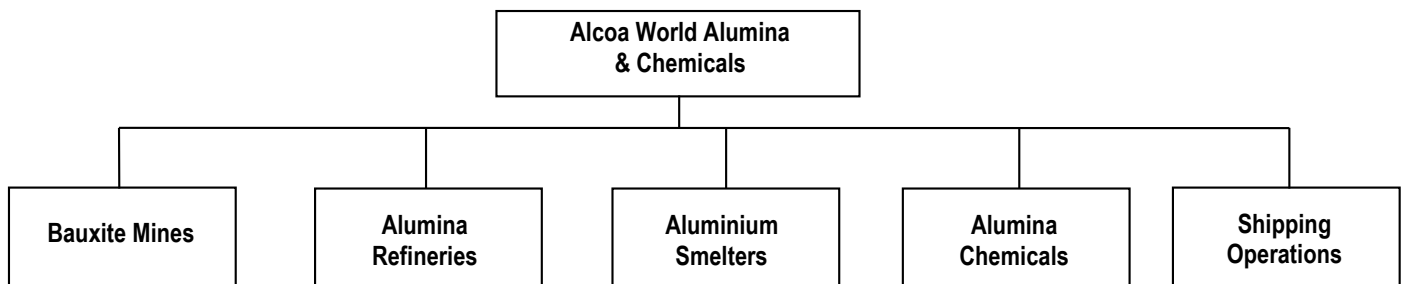 Alcoa World Alumina
& Chemicals
Bauxite Mines
Alumina
Refineries
Aluminium
Smelters
Alumina
Chemicals
Shipping
Operations